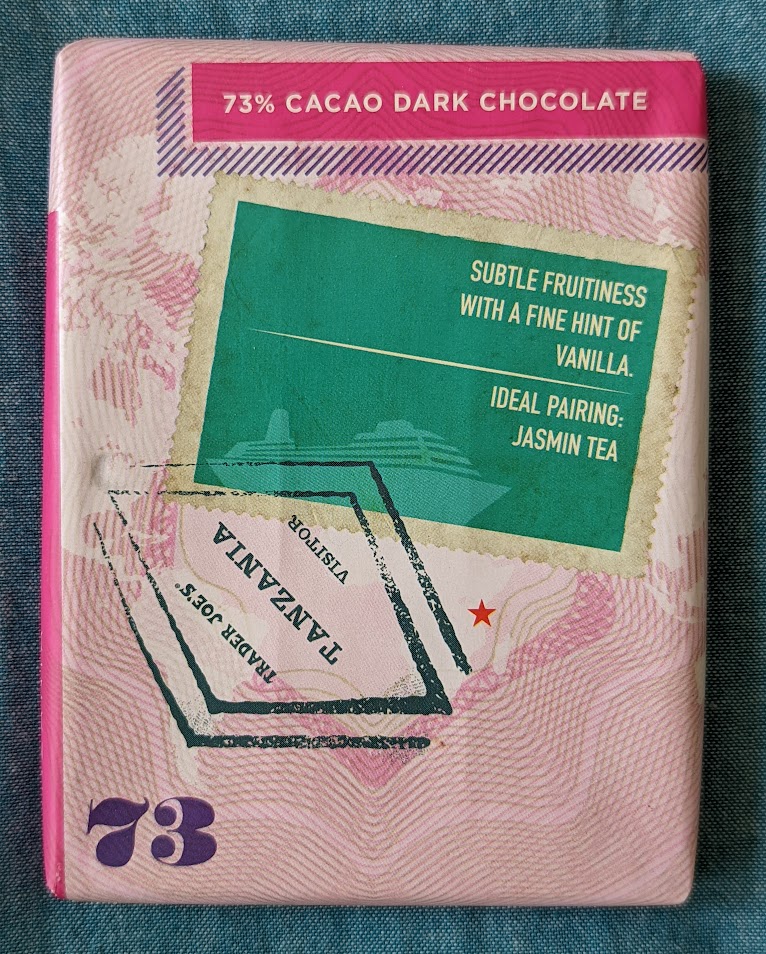 73% CACAO DARK CHOCOLATE
SUBTLE FRUITINESS
WITH A FINE HINT OF
VANILLA.
IDEAL PAIRING:
JASMIN TEA
VISITOR
TANZANIA
TRADER JOE'S®
73